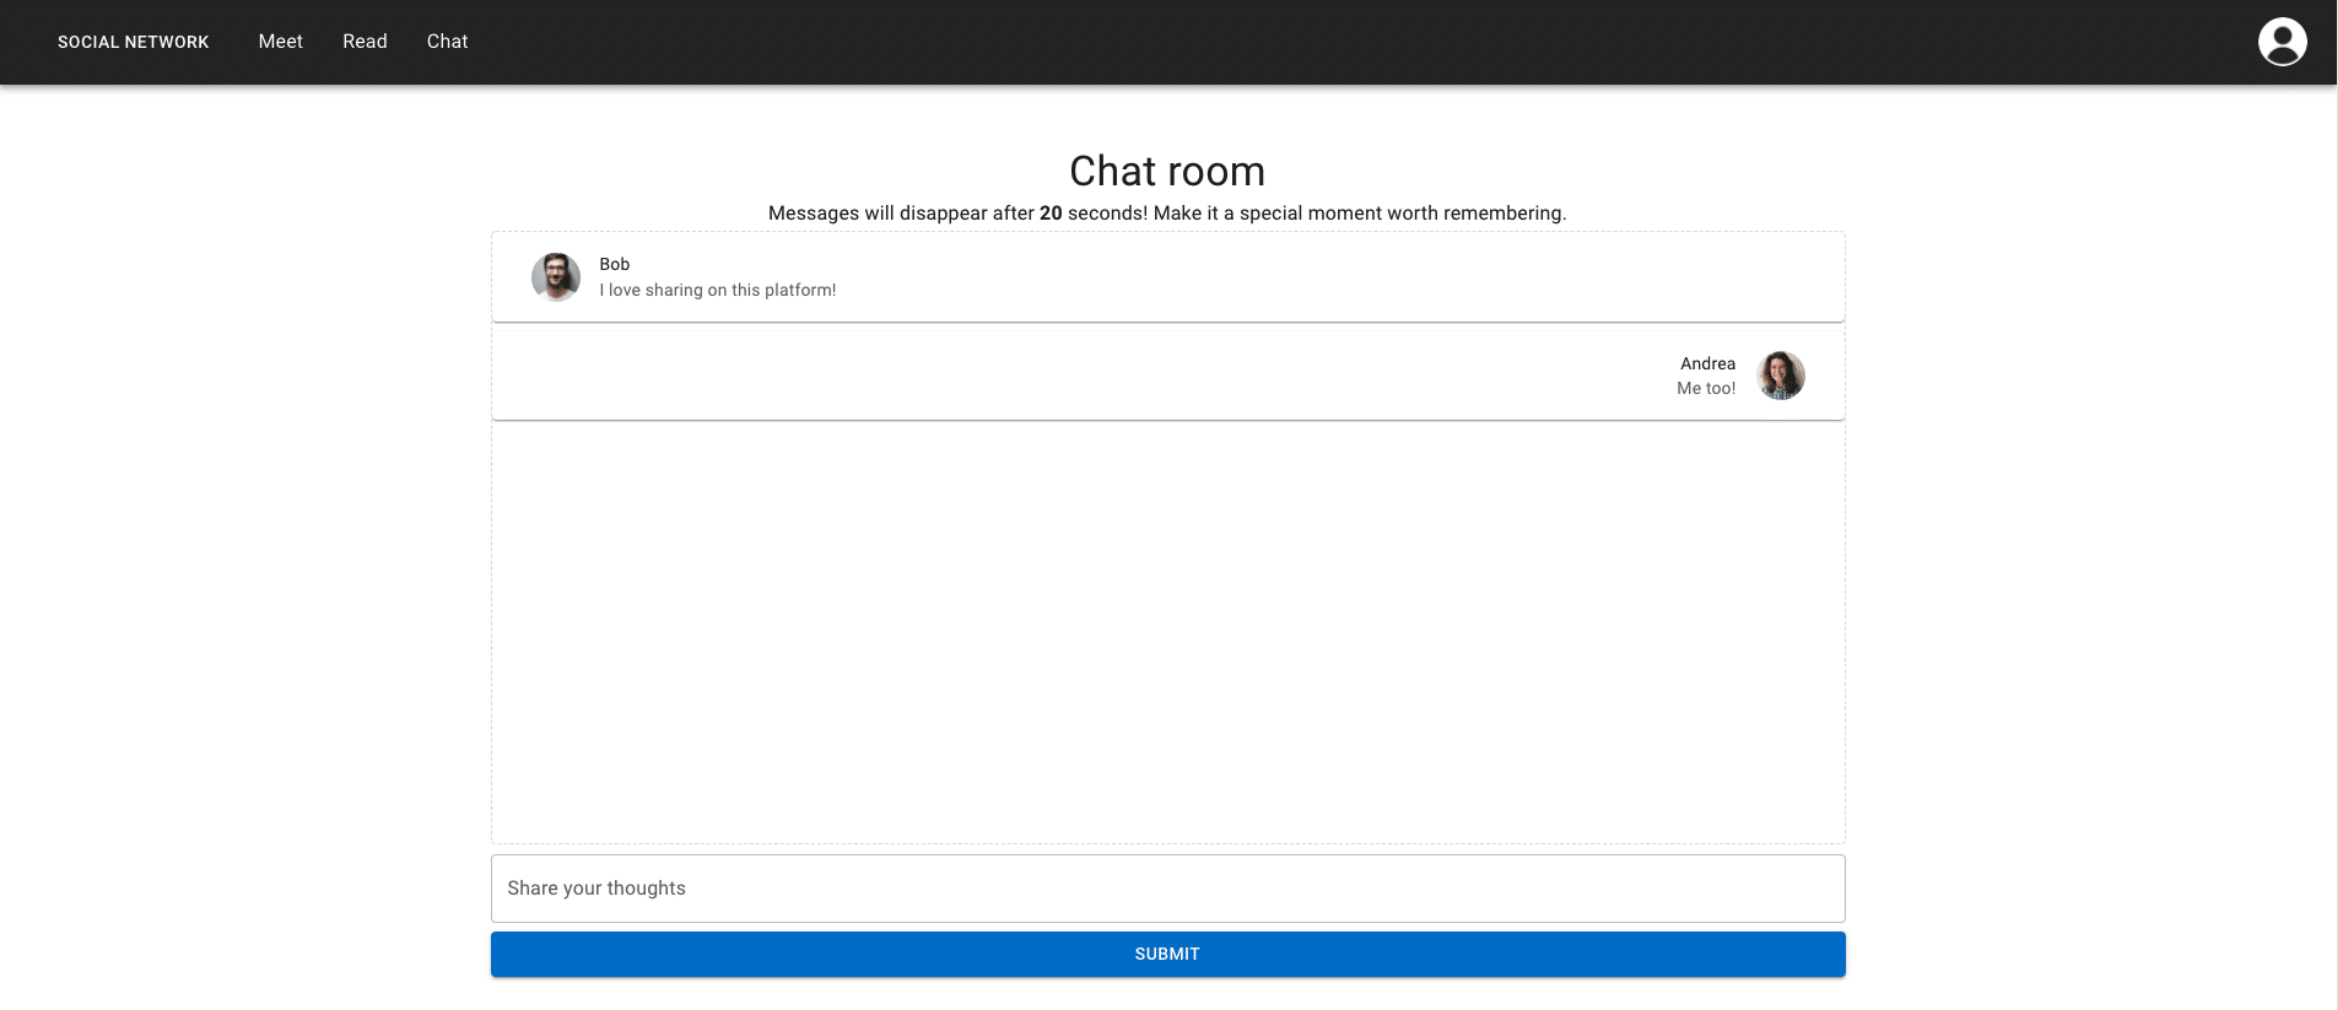 SOCIAL NETWORK Meet Read Chat
Chat room
Messages will disappear after 20 seconds! Make it a special moment worth remembering.
Bob
I love sharing on this platform!
Andrea
Me too!
Share your thoughts
SUBMIT